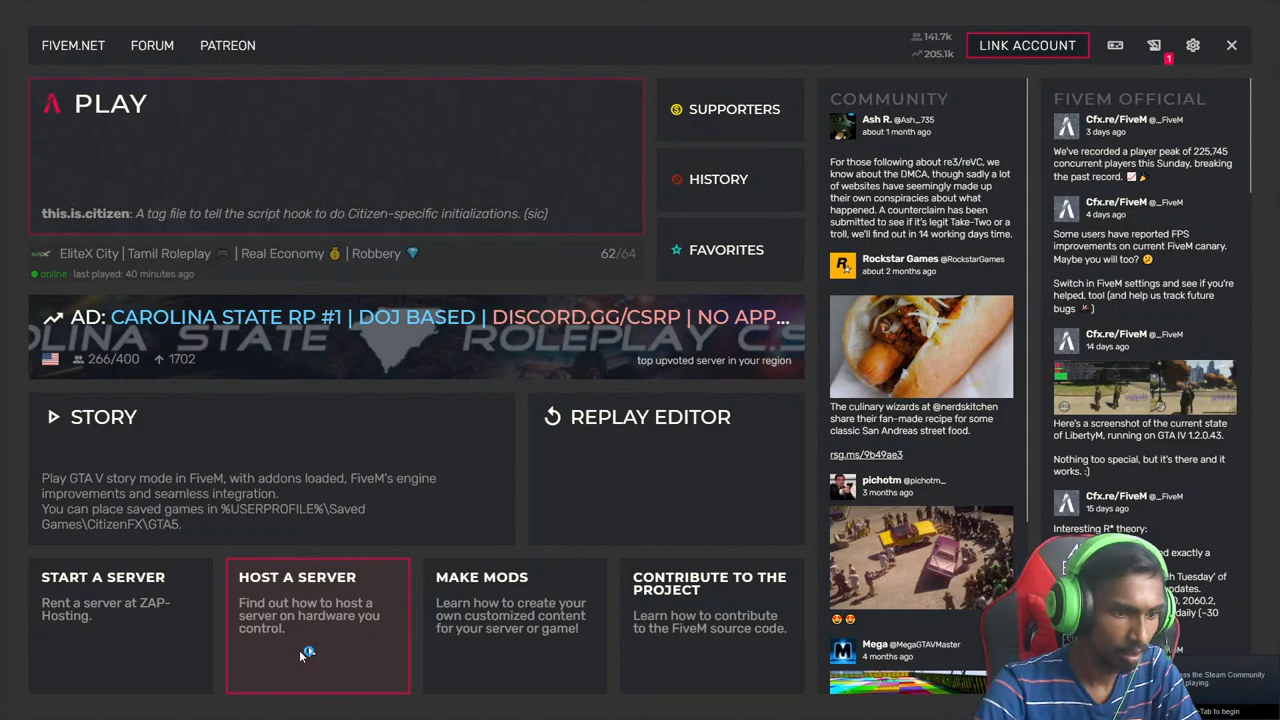 FIVEM.NET
FORUM
PATREON
141.7k
205.1k
LINK ACCOUNT
1
PLAY
this.is.citizen: A tag file to tell the script hook to do Citizen-specific initializations. (sic)
EliteX City | Tamil Roleplay 🎮 | Real Economy 💰 | Robbery 💎
62/64
online last played: 40 minutes ago
SUPPORTERS
HISTORY
FAVORITES
AD: CAROLINA STATE RP #1 | DOJ BASED | DISCORD.GG/CSRP | NO APP...
266/400
1702
top upvoted server in your region
STORY
Play GTA V story mode in FiveM, with addons loaded, FiveM's engine
improvements and seamless integration.
You can place saved games in %USERPROFILE%\Saved
Games\CitizenFX\GTA5.
REPLAY EDITOR
START A SERVER
Rent a server at ZAP-
Hosting.
HOST A SERVER
Find out how to host a
server on hardware you
control.
MAKE MODS
Learn how to create your
own customized content
for your server or game!
CONTRIBUTE TO THE
PROJECT
Learn how to contribute
to the FiveM source code.
COMMUNITY
Ash R. @Ash_735
about 1 month ago
For those following about re3/reVC, we
know about the DMCA, though sadly a lot
of websites have seemingly made up
their own conspiracies about what
happened. A counterclaim has been
submitted to see if it's legit Take-Two or a
troll, we'll find out in 14 working days time.
Rockstar Games @RockstarGames
about 2 months ago
The culinary wizards at @nerdskitchen
share their fan-made recipe for some
classic San Andreas street food.
rsg.ms/9b49ae3
pichotm @pichotm_
3 months ago
😍😍
Mega @MegaGTAVMaster
4 months ago
FIVEM OFFICIAL
Cfx.re/FiveM @_FiveM
3 days ago
We've recorded a player peak of 225,745
concurrent players this Sunday, breaking
the past record. 📈 🎉
Cfx.re/FiveM @_FiveM
4 days ago
Some users have reported FPS
improvements on current FiveM canary.
Maybe you will too? 🤔
Switch in FiveM settings and see if you're
helped, too! (and help us track future
bugs)
Cfx.re/FiveM @_FiveM
14 days ago
Here's a screenshot of the current state
of LibertyM, running on GTA IV 1.2.0.43.
Nothing too special, but it's there and it
works. :)
Cfx.re/FiveM @_FiveM
15 days ago
Interesting R* theory:
ed exactly a
Tuesday' of
dates.
, 2060.2,
(~30
ss the Steam Community
playing.
Tab to begin